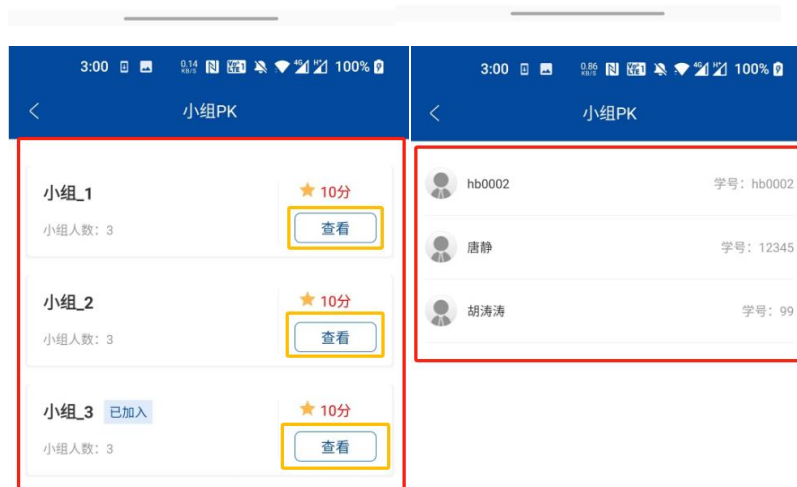 3:00 0.14 KB/S 4G H+ 100%
小组PK
小组_1
10分
小组人数：3
查看
小组_2
10分
小组人数：3
查看
小组_3 已加入
10分
小组人数：3
查看
3:00 0.86 KB/S 4G H+ 100%
小组PK
hb0002 学号：hb0002
唐静 学号：12345
胡涛涛 学号：99